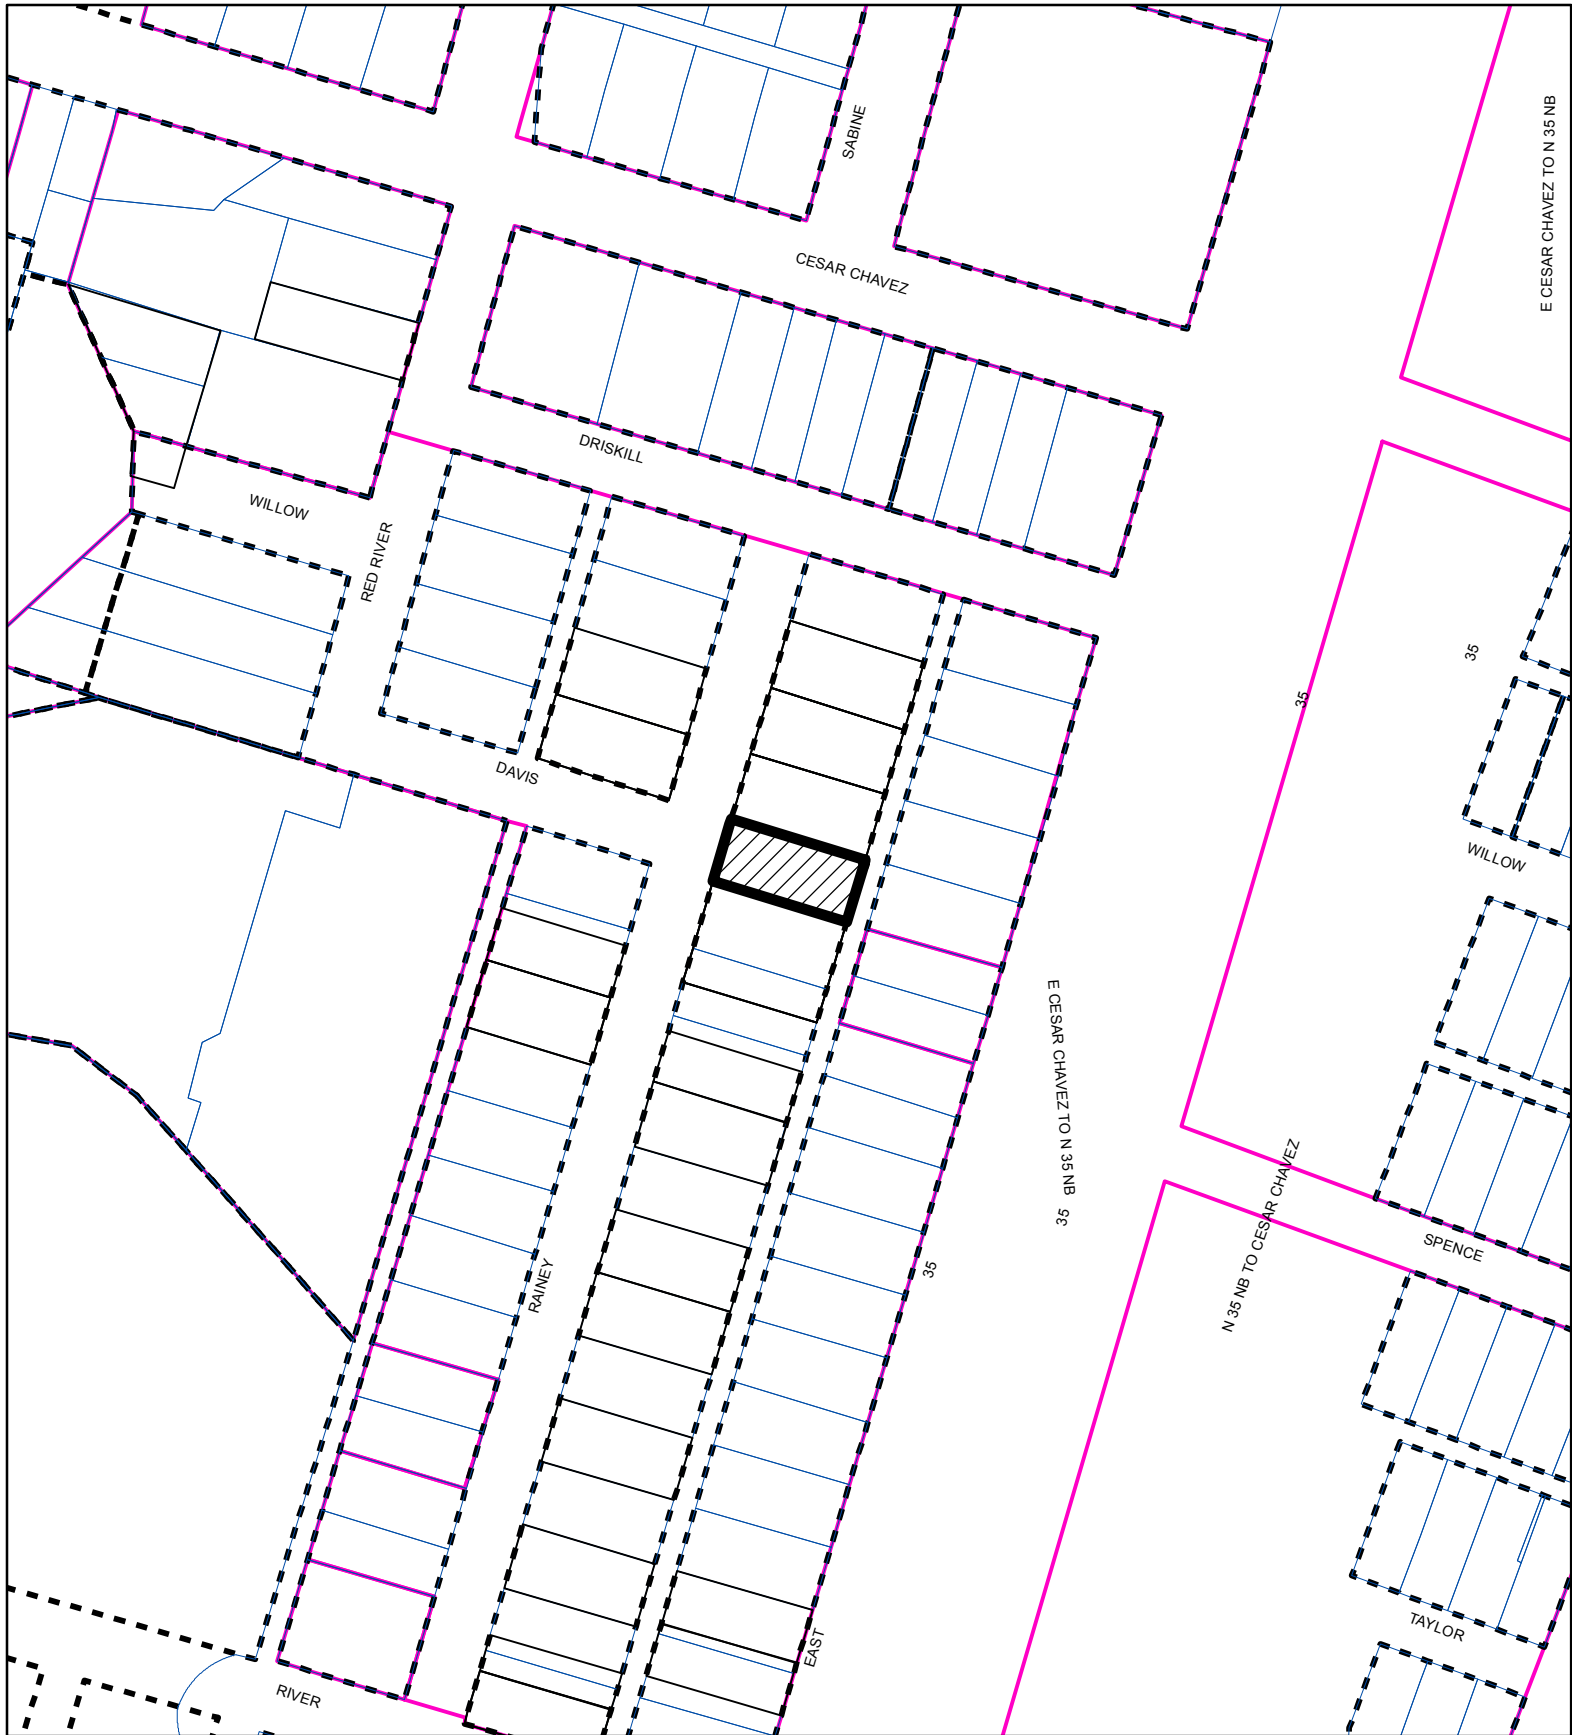 SABINE
E CESAR CHAVEZ TO N 35 NB
CESAR CHAVEZ
DRISKILL
WILLOW
RED RIVER
35
35
DAVIS
WILLOW
E CESAR CHAVEZ TO N 35 NB
35
N 35 NB TO CESAR CHAVEZ
SPENCE
RAINEY
35
TAYLOR
EAST
RIVER